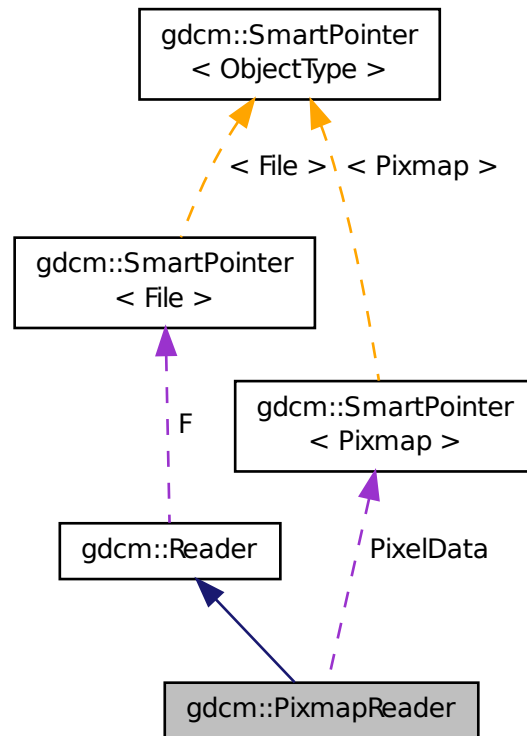 gdcm::SmartPointer
< ObjectType >
< File >
< Pixmap >
gdcm::SmartPointer
< File >
gdcm::SmartPointer
< Pixmap >
F
gdcm::Reader
PixelData
gdcm::PixmapReader